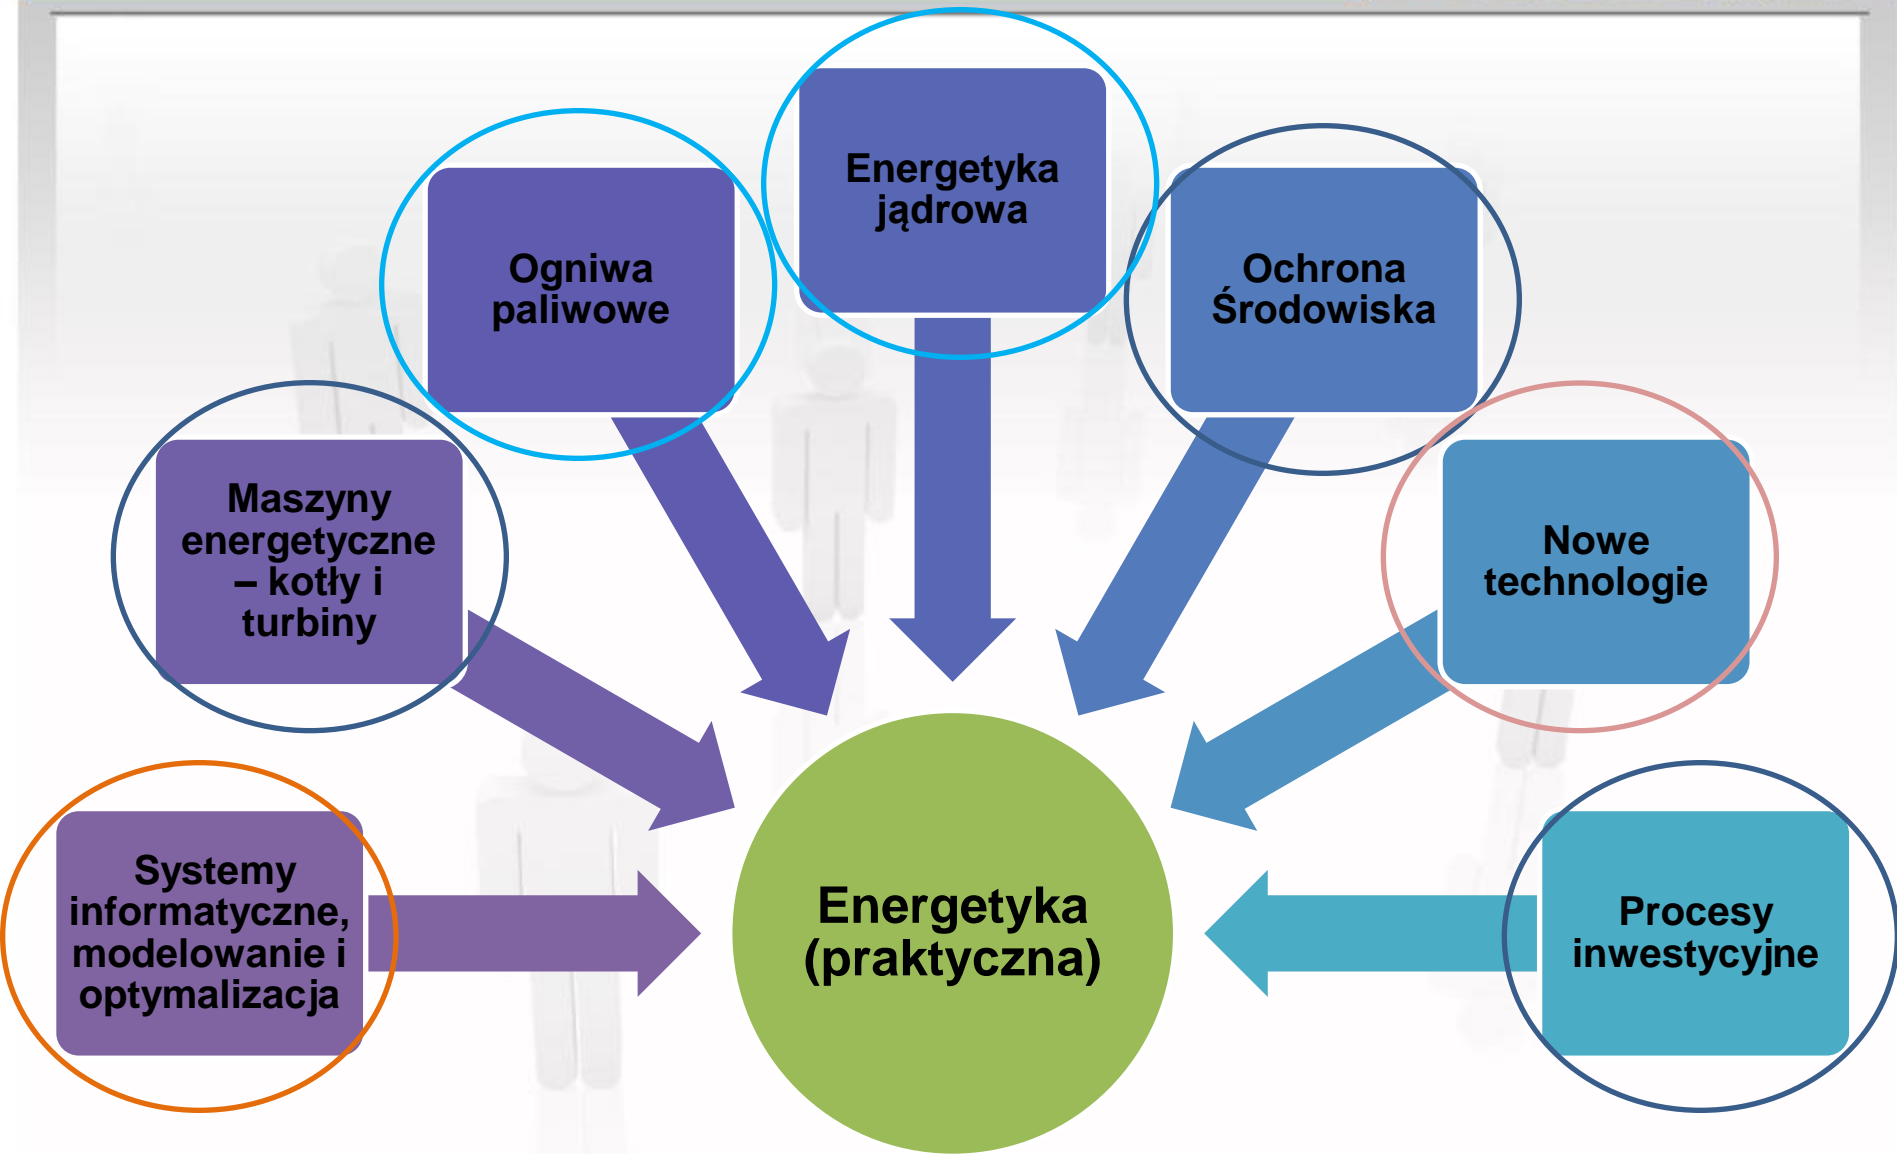 Energetyka
jądrowa
Ogniwa
paliwowe
Ochrona
Środowiska
Maszyny
energetyczne
– kotły i
turbiny
Nowe
technologie
Systemy
informatyczne,
modelowanie i
optymalizacja
Energetyka
(praktyczna)
Procesy
inwestycyjne